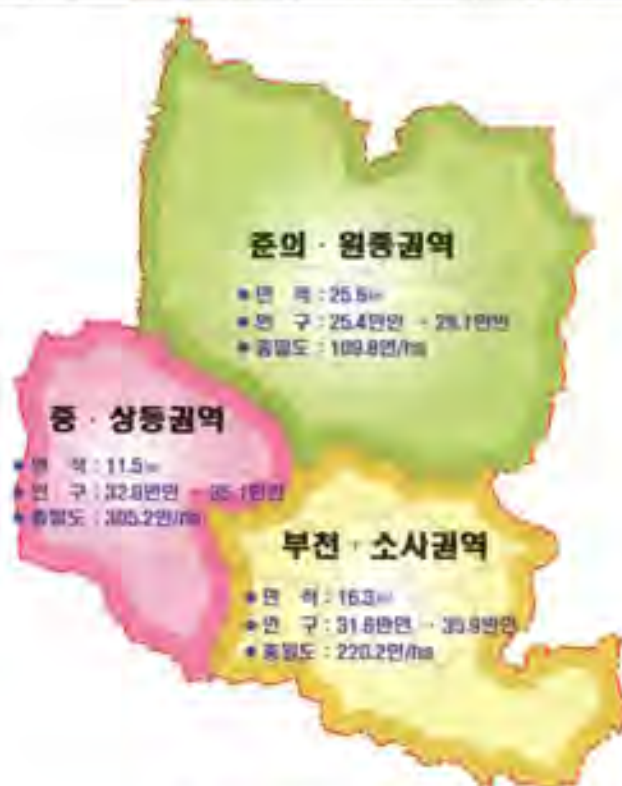 준의 · 원종권역
● 면 적 : 25.6㎢
● 인 구 : 25.4만인 → 28.1만인
● 총밀도 : 109.8인/ha
중 · 상동권역
● 면 적 : 11.5㎢
● 인 구 : 32.8만인 → 35.1만인
● 총밀도 : 305.2인/ha
부천 · 소사권역
● 면 적 : 16.3㎢
● 인 구 : 31.6만인 → 35.9만인
● 총밀도 : 220.2인/ha